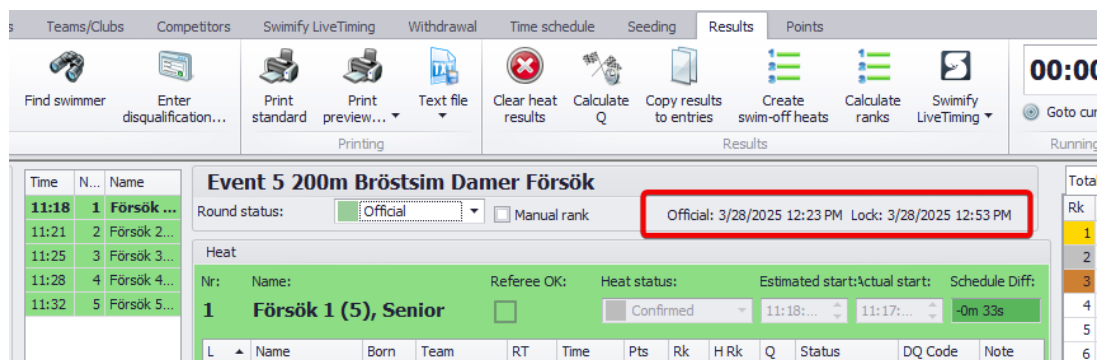 s Teams/Clubs Competitors Swimify LiveTiming Printing Withdrawal Time schedule Seeding Results Points
Find swimmer
Enter disqualification...
Print standard
Print preview...
Text file
Clear heat results
Calculate Q
Copy results to entries
Create swim-off heats
Calculate ranks
Swimify LiveTiming
00:00
Goto cur
Printing
Results
Running
Time N... Name
11:18 1 Försök ...
11:21 2 Försök 2...
11:25 3 Försök 3...
11:28 4 Försök 4...
11:32 5 Försök 5...
Event 5 200m Bröstsim Damer Försök
Round status: Official Manual rank Official: 3/28/2025 12:23 PM Lock: 3/28/2025 12:53 PM
Heat
Nr: Name: Referee OK: Heat status: Estimated start: Actual start: Schedule Diff:
1 Försök 1 (5), Senior Confirmed 11:18:... 11:17:... -0m 33s
L Name Born Team RT Time Pts Rk HRk Q Status DQ Code Note
Total
Rk
1
2
3
4
5
6